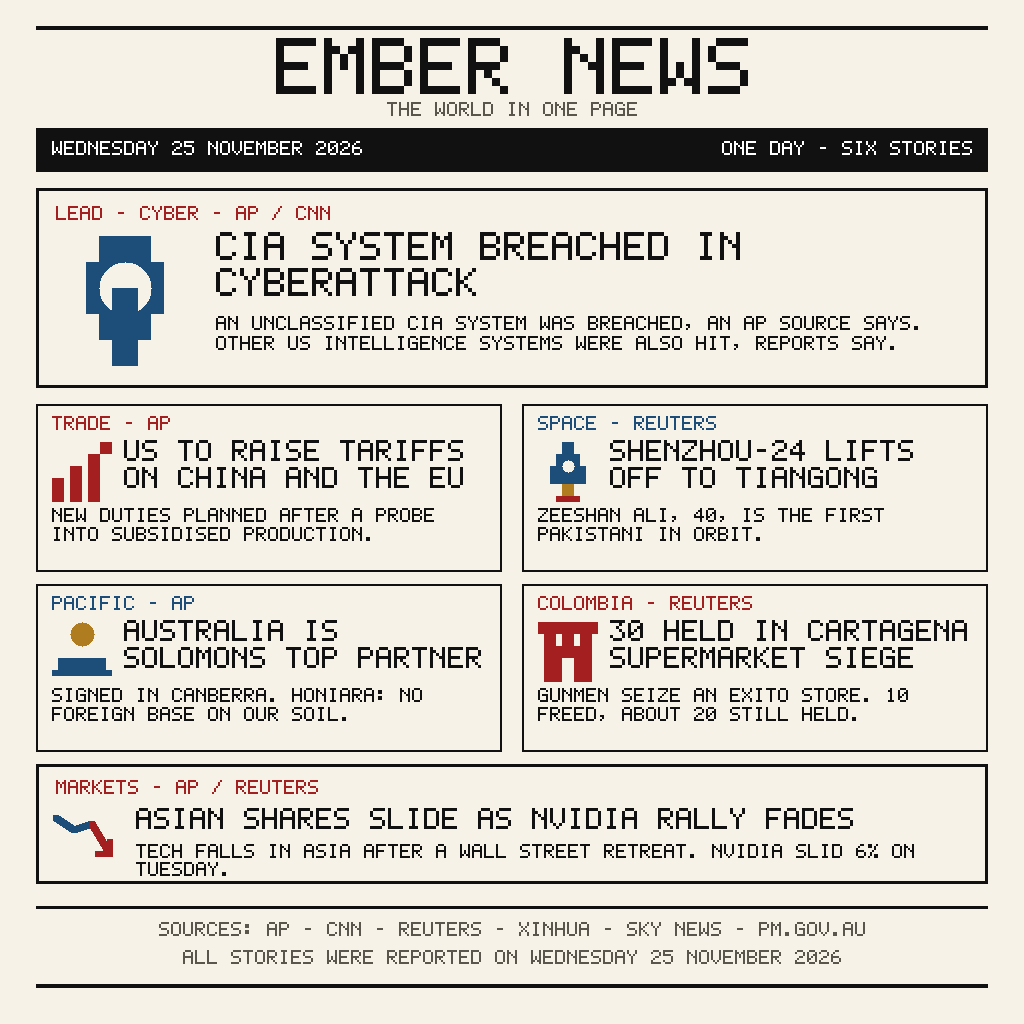 EMBER NEWS
THE WORLD IN ONE PAGE
WEDNESDAY 25 NOVEMBER 2026
ONE DAY - SIX STORIES
LEAD - CYBER - AP / CNN
CIA SYSTEM BREACHED IN
CYBERATTACK
AN UNCLASSIFIED CIA SYSTEM WAS BREACHED, AN AP SOURCE SAYS.
OTHER US INTELLIGENCE SYSTEMS WERE ALSO HIT, REPORTS SAY.
TRADE - AP
US TO RAISE TARIFFS
ON CHINA AND THE EU
NEW DUTIES PLANNED AFTER A PROBE
INTO SUBSIDISED PRODUCTION.
SPACE - REUTERS
SHENZHOU-24 LIFTS
OFF TO TIANGONG
ZEESHAN ALI, 40, IS THE FIRST
PAKISTANI IN ORBIT.
PACIFIC - AP
AUSTRALIA IS
SOLOMONS TOP PARTNER
SIGNED IN CANBERRA. HONIARA: NO
FOREIGN BASE ON OUR SOIL.
COLOMBIA - REUTERS
30 HELD IN CARTAGENA
SUPERMARKET SIEGE
GUNMEN SEIZE AN EXITO STORE. 10
FREED, ABOUT 20 STILL HELD.
MARKETS - AP / REUTERS
ASIAN SHARES SLIDE AS NVIDIA RALLY FADES
TECH FALLS IN ASIA AFTER A WALL STREET RETREAT. NVIDIA SLID 6% ON
TUESDAY.
SOURCES: AP - CNN - REUTERS - XINHUA - SKY NEWS - PM.GOV.AU
ALL STORIES WERE REPORTED ON WEDNESDAY 25 NOVEMBER 2026